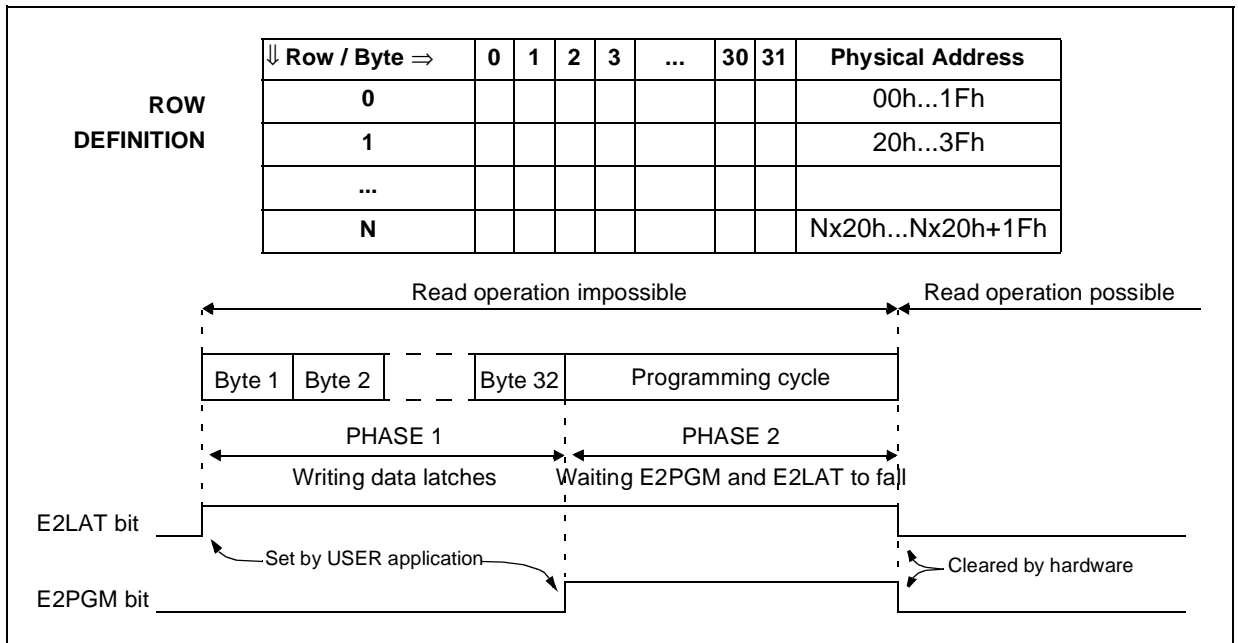 ⇓ Row / Byte ⇒ 0 1 2 3 ... 30 31 Physical Address
ROW
DEFINITION
0 00h...1Fh
1 20h...3Fh
...
N Nx20h...Nx20h+1Fh
Read operation impossible Read operation possible
Byte 1 Byte 2 Byte 32 Programming cycle
PHASE 1 PHASE 2
Writing data latches Waiting E2PGM and E2LAT to fall
E2LAT bit
Set by USER application Cleared by hardware
E2PGM bit